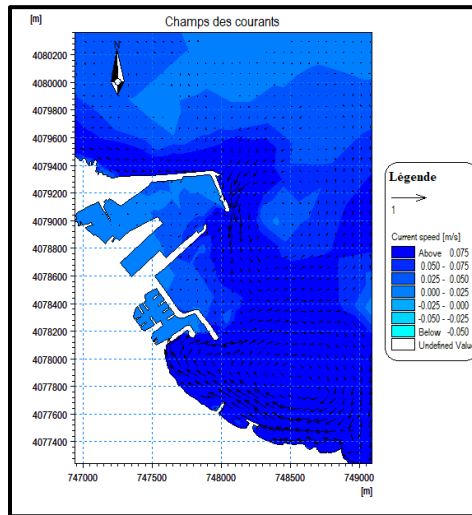 Champs des courants
[m]
4080200
4080000
4079800
4079600
4079400
4079200
4079000
4078800
4078600
4078400
4078200
4078000
4077800
4077600
4077400
747000
747500
748000
748500
749000
[m]
N
Légende
1
Current speed [m/s]
Above 0.075
0.050 - 0.075
0.025 - 0.050
0.000 - 0.025
-0.025 - 0.000
-0.050 - -0.025
Below -0.050
Undefined Value